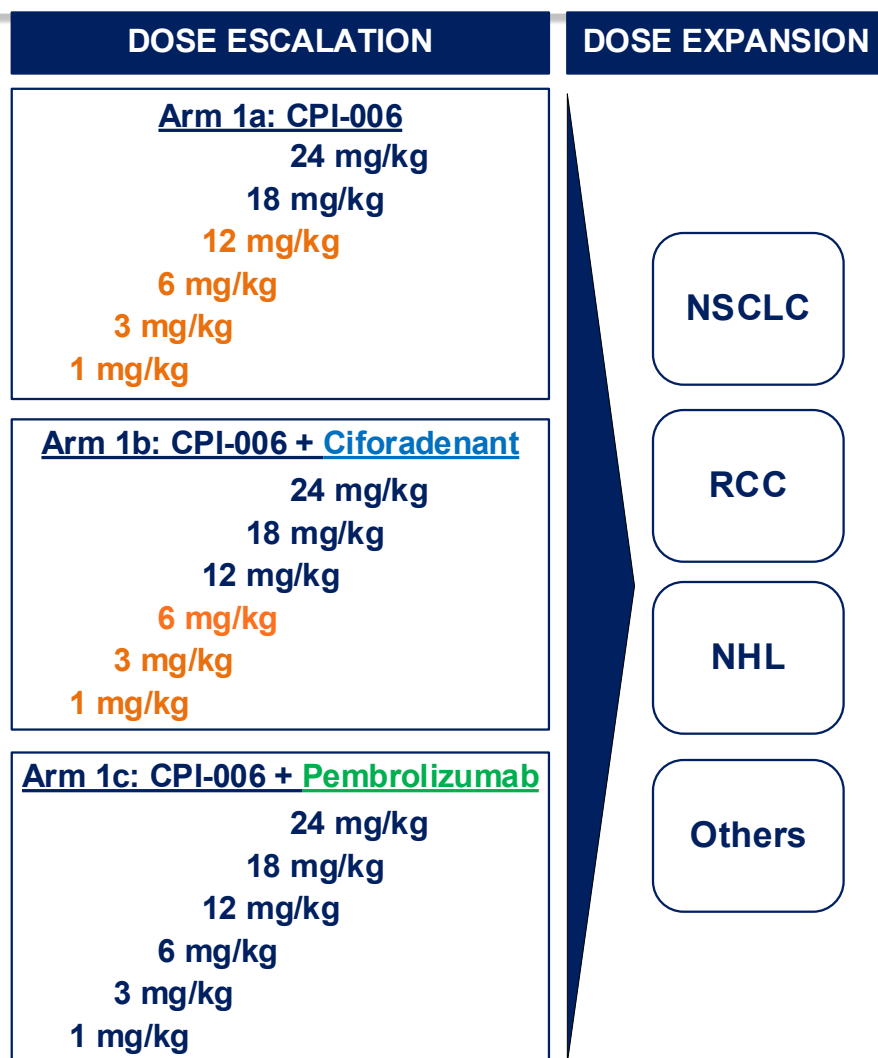 DOSE ESCALATION
Arm 1a: CPI-006
24 mg/kg
18 mg/kg
12 mg/kg
6 mg/kg
3 mg/kg
1 mg/kg
Arm 1b: CPI-006 + Ciforadenant
24 mg/kg
18 mg/kg
12 mg/kg
6 mg/kg
3 mg/kg
1 mg/kg
Arm 1c: CPI-006 + Pembrolizumab
24 mg/kg
18 mg/kg
12 mg/kg
6 mg/kg
3 mg/kg
1 mg/kg
DOSE EXPANSION
NSCLC
RCC
NHL
Others